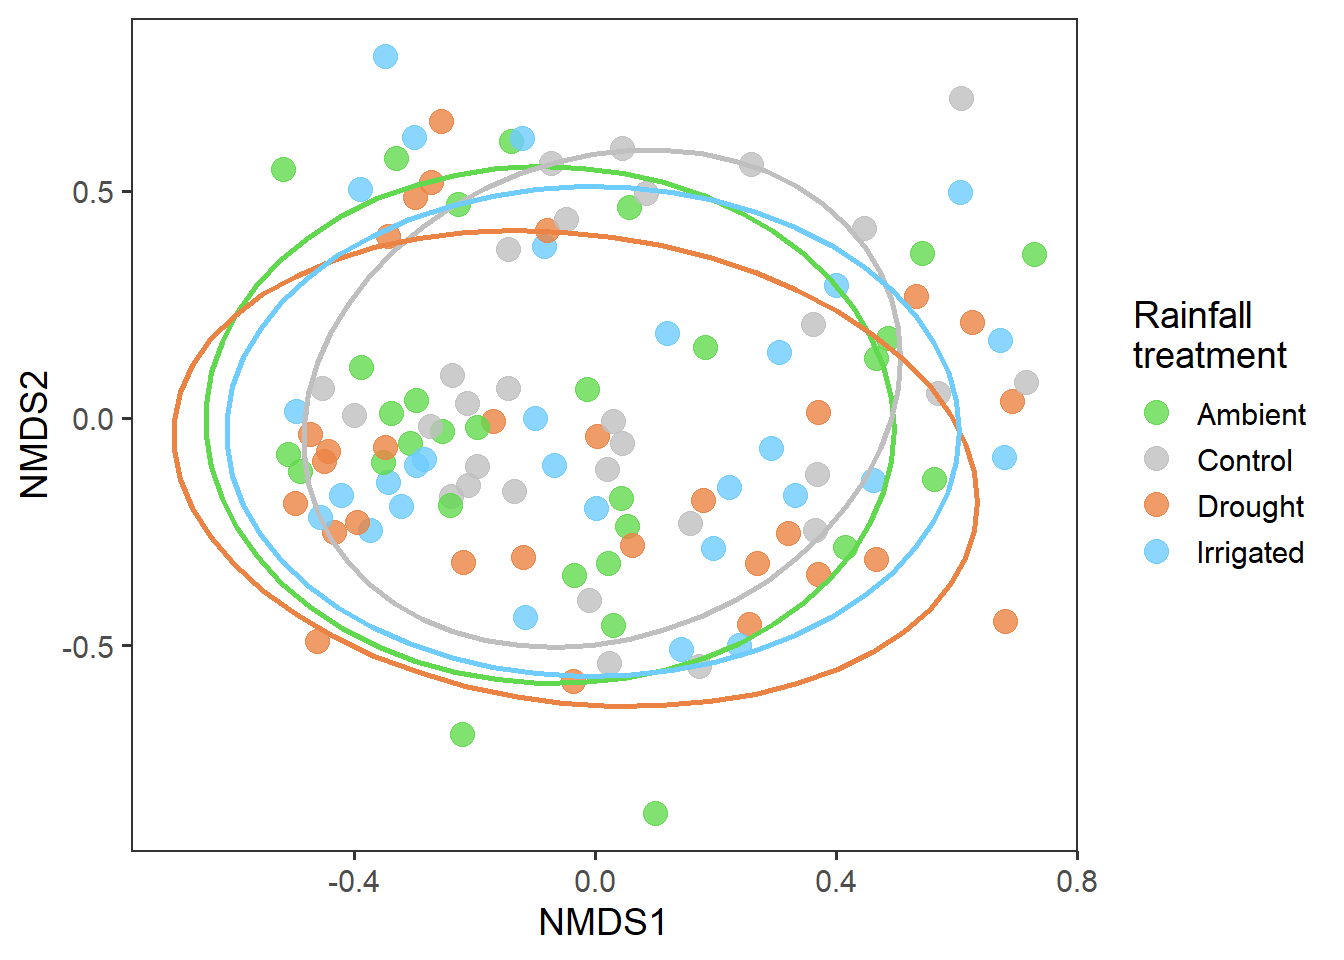 NMDS2
0.5
0.0
-0.5
-0.4
0.0
0.4
0.8
NMDS1
Rainfall
treatment
Ambient
Control
Drought
Irrigated